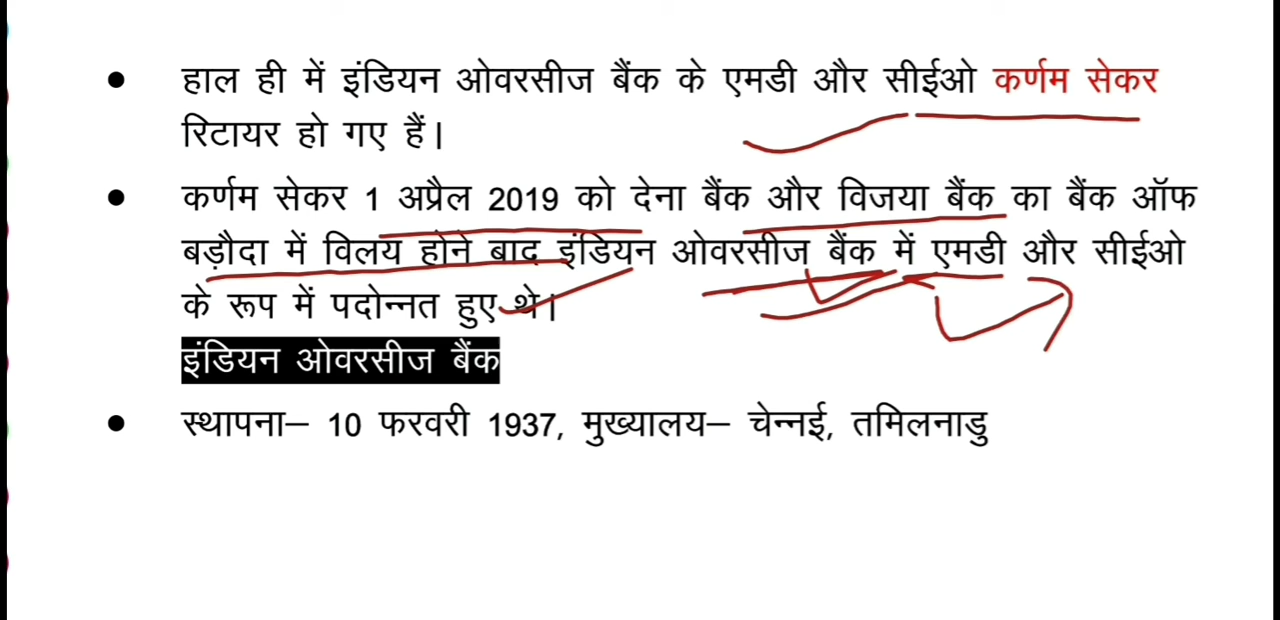 ● हाल ही में इंडियन ओवरसीज बैंक के एमडी और सीईओ कर्णम सेकर
रिटायर हो गए हैं।
● कर्णम सेकर 1 अप्रैल 2019 को देना बैंक और विजया बैंक का बैंक ऑफ
बड़ौदा में विलय होने बाद इंडियन ओवरसीज बैंक में एमडी और सीईओ
के रूप में पदोन्नत हुए थे।
इंडियन ओवरसीज बैंक
● स्थापना– 10 फरवरी 1937, मुख्यालय– चेन्नई, तमिलनाडु